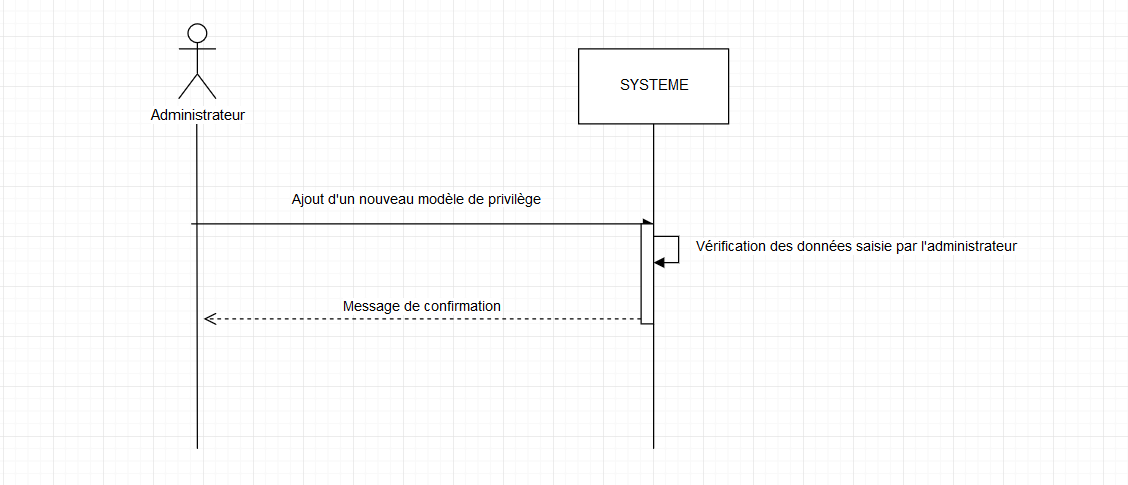 SYSTEME
Administrateur
Ajout d'un nouveau modèle de privilège
Vérification des données saisie par l'administrateur
Message de confirmation